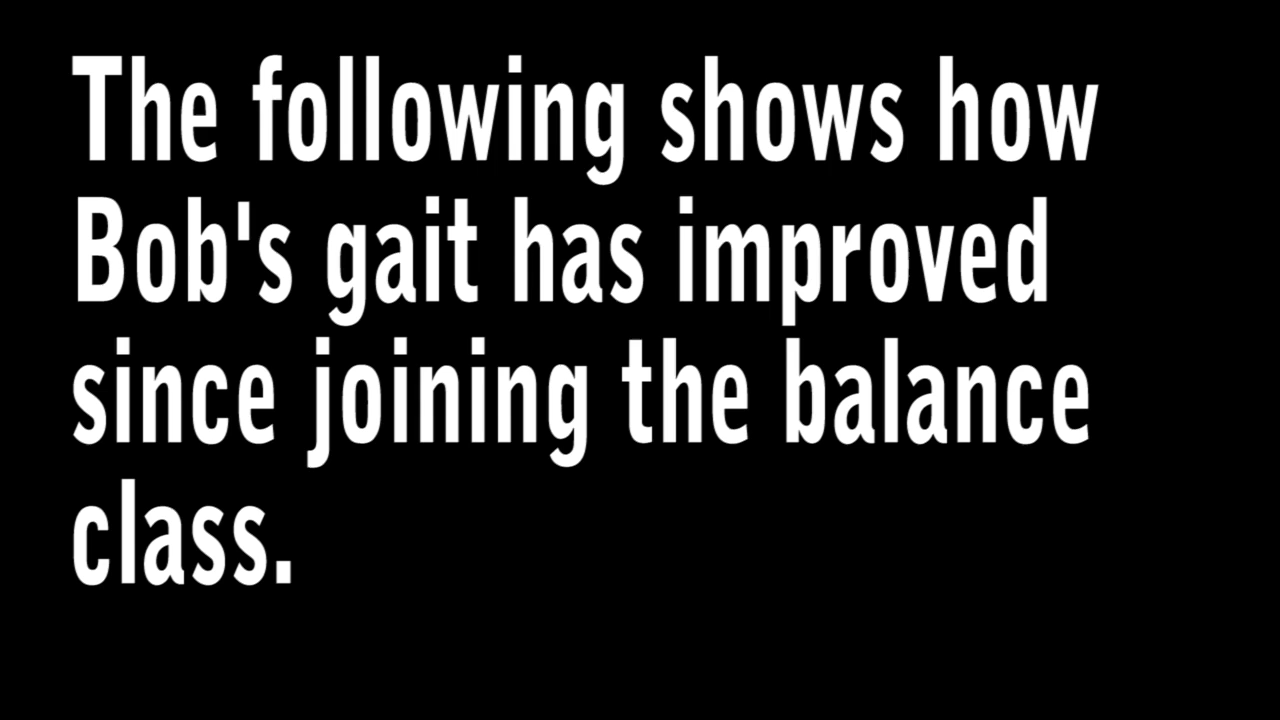 The following shows how
Bob's gait has improved
since joining the balance
class.